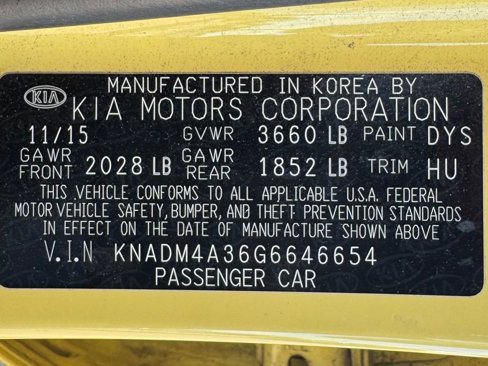 MANUFACTURED IN KOREA BY
KIA KIA MOTORS CORPORATION
11/15 GVWR 3660 LB PAINT DYS
GAWR FRONT 2028 LB GAWR REAR 1852 LB TRIM HU
THIS VEHICLE CONFORMS TO ALL APPLICABLE U.S.A. FEDERAL
MOTOR VEHICLE SAFETY, BUMPER, AND THEFT PREVENTION STANDARDS
IN EFFECT ON THE DATE OF MANUFACTURE SHOWN ABOVE
V.I.N KNADM4A36G6646654
PASSENGER CAR